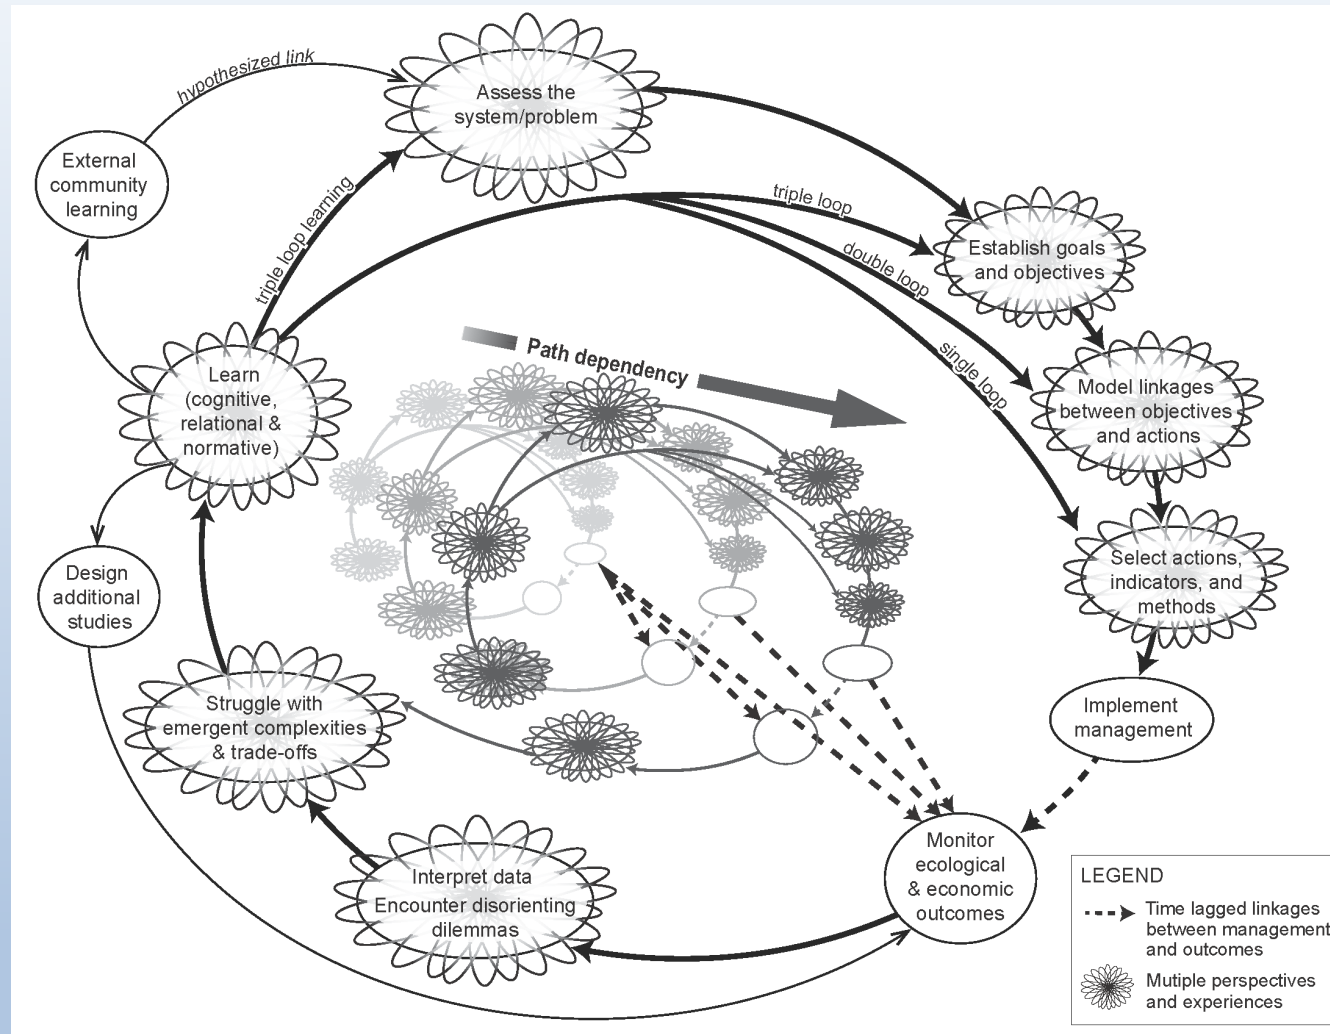 hypothesized link
Assess the
system/problem
External
community
learning
triple loop learning
triple loop
double loop
single loop
Establish goals
and objectives
Learn
(cognitive,
relational &
normative)
Path dependency
Model linkages
between objectives
and actions
Design
additional
studies
Select actions,
indicators, and
methods
Struggle with
emergent complexities
& trade-offs
Implement
management
Monitor
ecological
& economic
outcomes
Interpret data
Encounter disorienting
dilemmas
LEGEND
Time lagged linkages
between management
and outcomes
Mutiple perspectives
and experiences